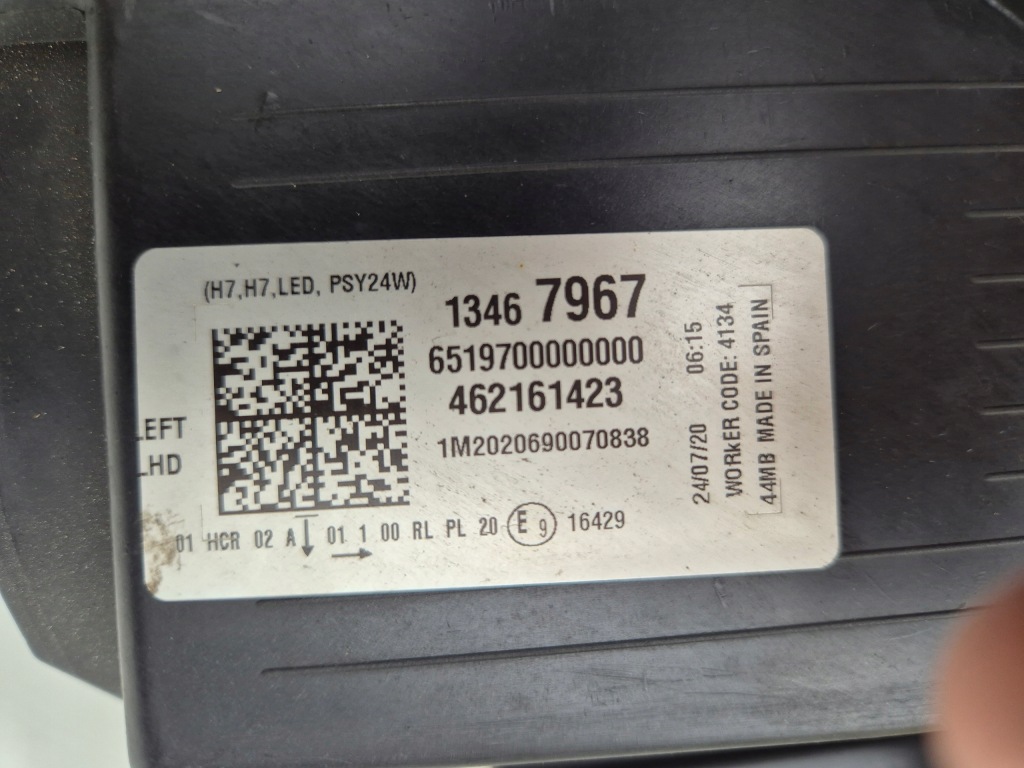 (H7,H7,LED, PSY24W)
1346 7967
6519700000000
462161423
1M2020690070838
LEFT
LHD
01 HCR 02 A 01 1 00 RL PL 20 E 9 16429
24/07/20 06:15
WORKER CODE: 4134
44MB MADE IN SPAIN